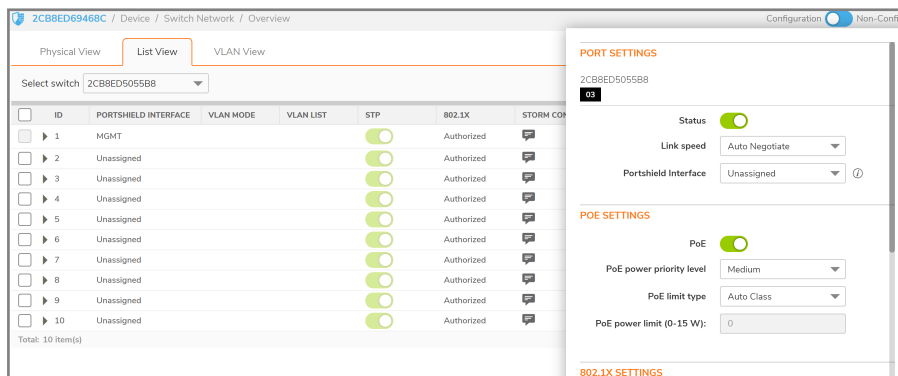 2CB8ED69468C / Device / Switch Network / Overview
Configuration Non-Confi
Physical View List View VLAN View
Select switch 2CB8ED5055B8
ID PORTSHIELD INTERFACE VLAN MODE VLAN LIST STP 802.1X STORM CON
1 MGMT Authorized
2 Unassigned Authorized
3 Unassigned Authorized
4 Unassigned Authorized
5 Unassigned Authorized
6 Unassigned Authorized
7 Unassigned Authorized
8 Unassigned Authorized
9 Unassigned Authorized
10 Unassigned Authorized
Total: 10 item(s)
PORT SETTINGS
2CB8ED5055B8
03
Status
Link speed Auto Negotiate
Portshield Interface Unassigned
POE SETTINGS
PoE
PoE power priority level Medium
PoE limit type Auto Class
PoE power limit (0-15 W): 0
802.1X SETTINGS